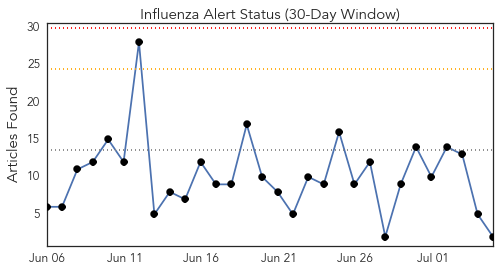 Influenza Alert Status (30-Day Window)
Articles Found
30
25
20
15
10
5
Jun 06 Jun 11 Jun 16 Jun 21 Jun 26 Jul 01